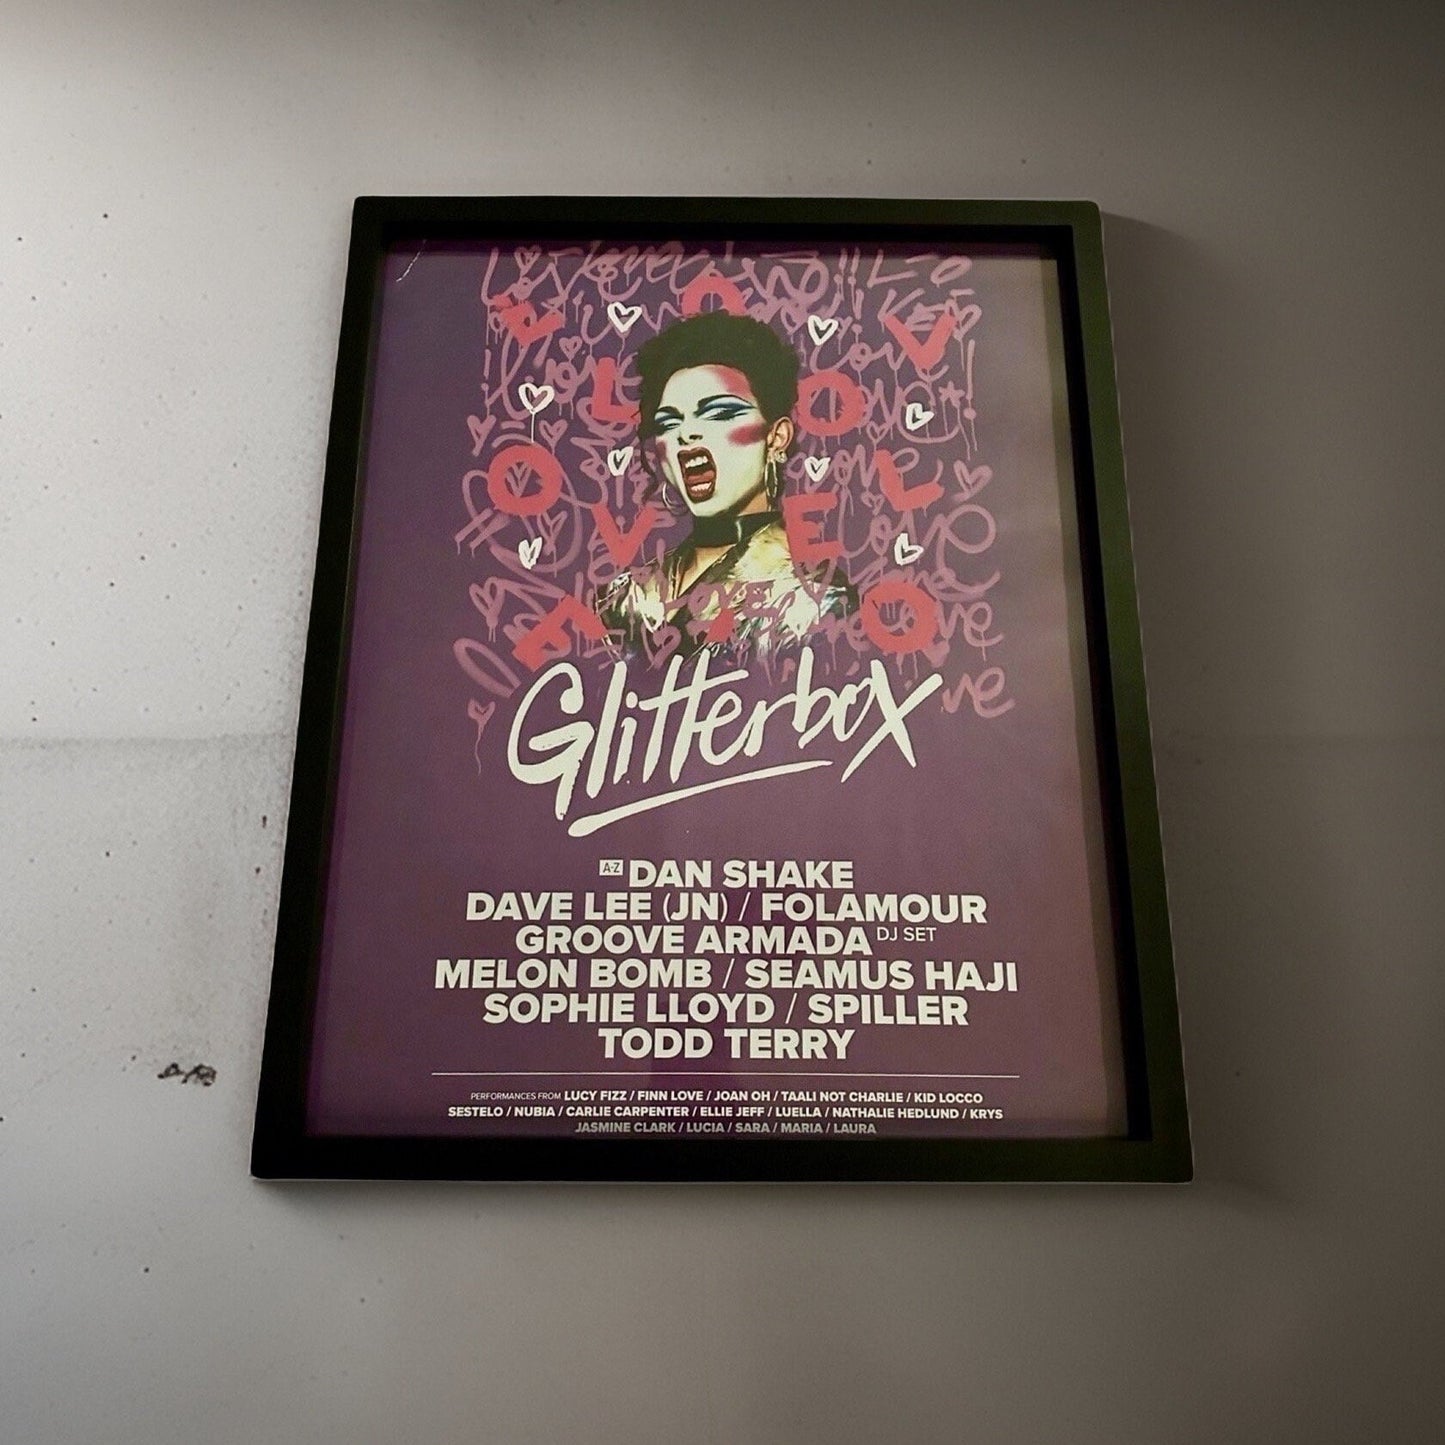 L O V
L O
O L
V E
LOVE
O
Glitterbox
A-Z DAN SHAKE
DAVE LEE (JN) / FOLAMOUR
GROOVE ARMADA DJ SET
MELON BOMB / SEAMUS HAJI
SOPHIE LLOYD / SPILLER
TODD TERRY
PERFORMANCES FROM LUCY FIZZ / FINN LOVE / JOAN OH / TAALI NOT CHARLIE / KID LOCCO
SESTELO / NUBIA / CARLIE CARPENTER / ELLIE JEFF / LUELLA / NATHALIE HEDLUND / KRYS
JASMINE CLARK / LUCIA / SARA / MARIA / LAURA